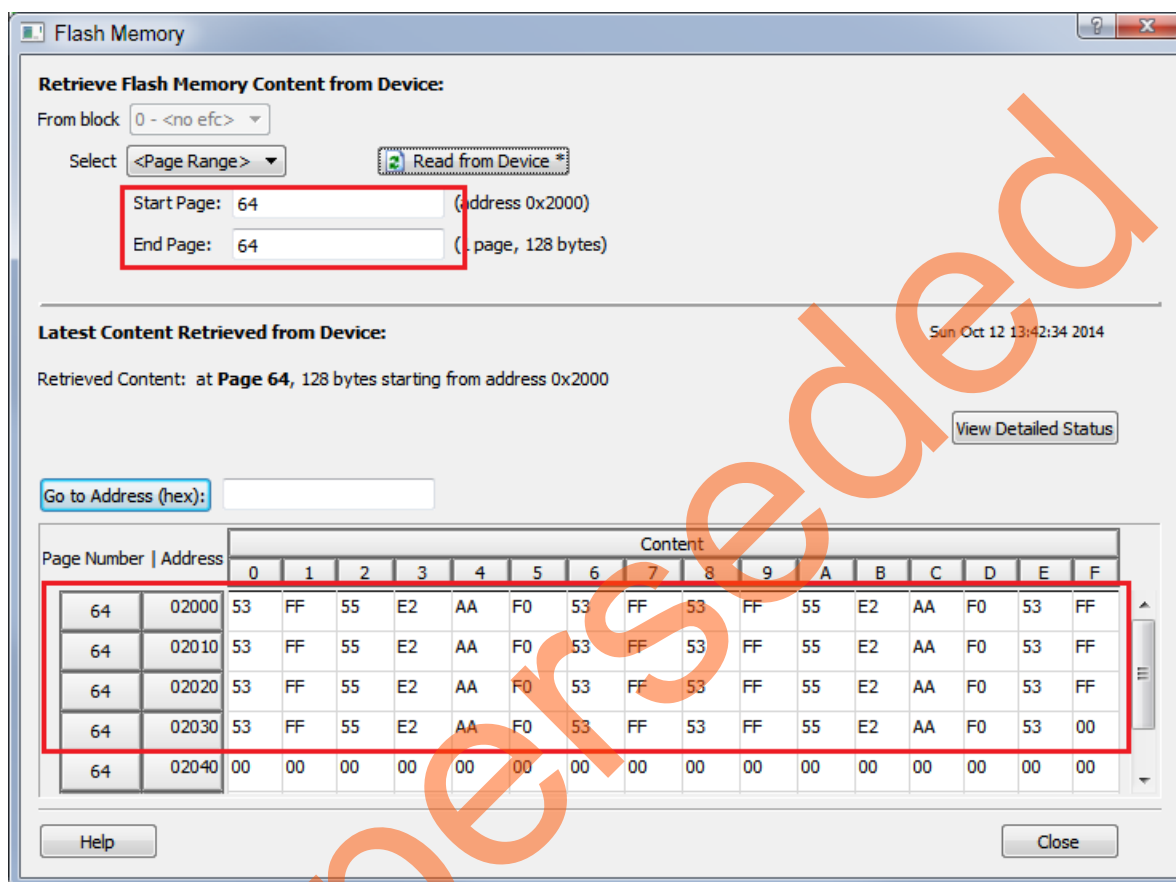 Flash Memory
Retrieve Flash Memory Content from Device:
From block 0 - <no efc>
Select <Page Range> Read from Device *
Start Page: 64 (address 0x2000)
End Page: 64 (1 page, 128 bytes)
Latest Content Retrieved from Device: Sun Oct 12 13:42:34 2014
Retrieved Content: at Page 64, 128 bytes starting from address 0x2000
View Detailed Status
Go to Address (hex):
Content
Page Number | Address
0 1 2 3 4 5 6 7 8 9 A B C D E F
64 02000 53 FF 55 E2 AA F0 53 FF 53 FF 55 E2 AA F0 53 FF
64 02010 53 FF 55 E2 AA F0 53 FF 53 FF 55 E2 AA F0 53 FF
64 02020 53 FF 55 E2 AA F0 53 FF 53 FF 55 E2 AA F0 53 FF
64 02030 53 FF 55 E2 AA F0 53 FF 53 FF 55 E2 AA F0 53 00
64 02040 00 00 00 00 00 00 00 00 00 00 00 00 00 00 00 00
Help Close
perseded